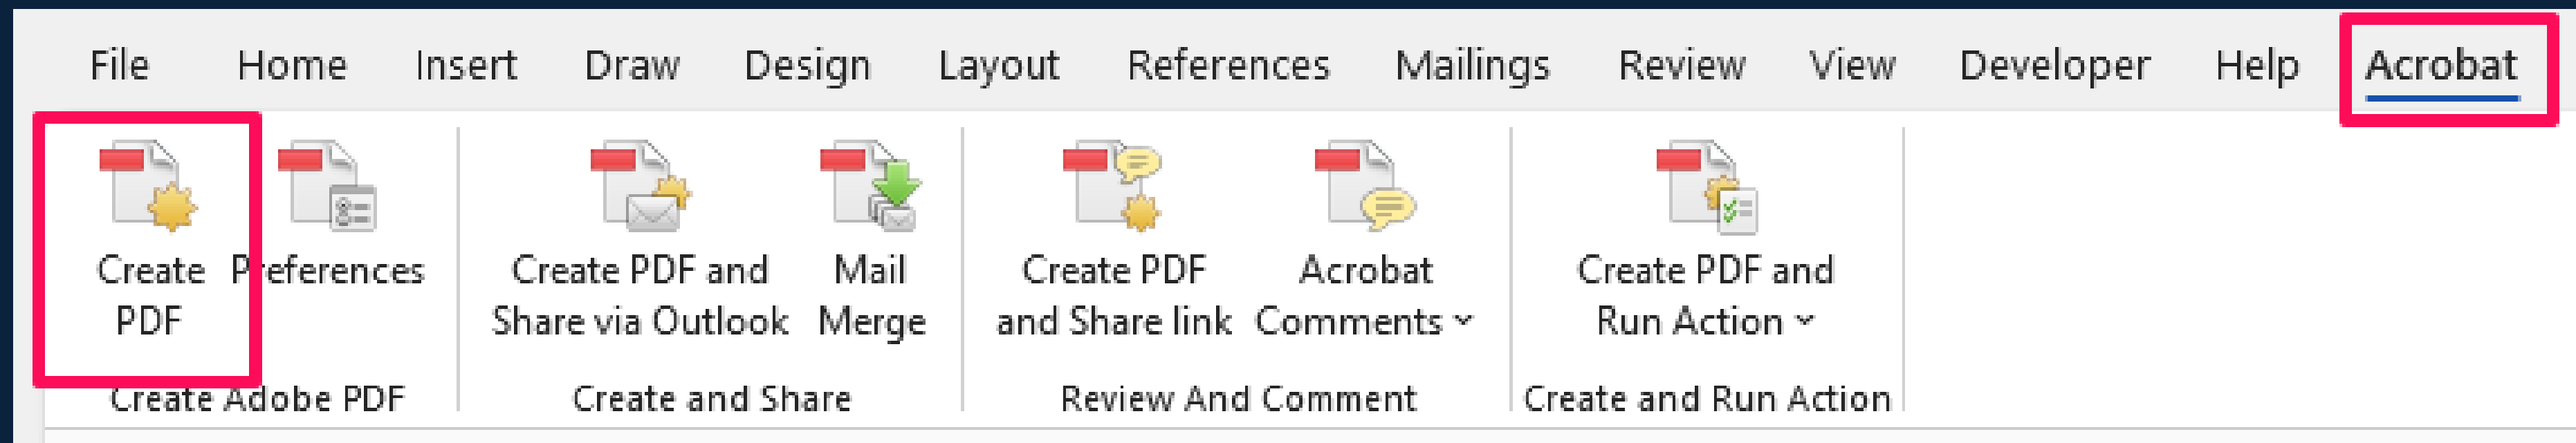 File Home Insert Draw Design Layout References Mailings Review View Developer Help Acrobat
Create
PDF
Preferences
Create Adobe PDF
Create PDF and
Share via Outlook
Mail
Merge
Create and Share
Create PDF
and Share link
Acrobat
Comments
Review And Comment
Create PDF and
Run Action
Create and Run Action